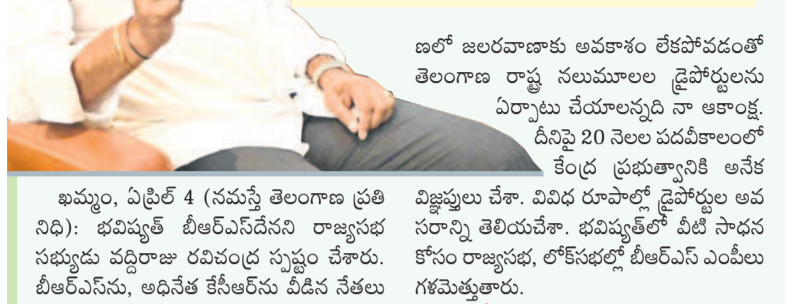 ఖమ్మం, ఏప్రిల్ 4 (నమస్తే తెలంగాణ ప్రతి
నిధి): భవిష్యత్ బీఆర్ఎస్‌దేనని రాజ్యసభ
సభ్యుడు వద్దిరాజు రవిచంద్ర స్పష్టం చేశారు.
బీఆర్ఎస్‌ను, అధినేత కేసీఆర్‌ను వీడిన నేతలు
ణలో జలరవాణాకు అవకాశం లేకపోవడంతో
తెలంగాణ రాష్ట్ర నలుమూలల డ్రైపోర్టులను
ఏర్పాటు చేయాలన్నది నా ఆకాంక్ష.
దీనిపై 20 నెలల పదవీకాలంలో
కేంద్ర ప్రభుత్వానికి అనేక
విజ్ఞప్తులు చేశా. వివిధ రూపాల్లో డ్రైపోర్టుల అవ
సరాన్ని తెలియచేశా. భవిష్యత్‌లో వీటి సాధన
కోసం రాజ్యసభ, లోక్‌సభల్లో బీఆర్ఎస్ ఎంపీలు
గళమెత్తుతారు.